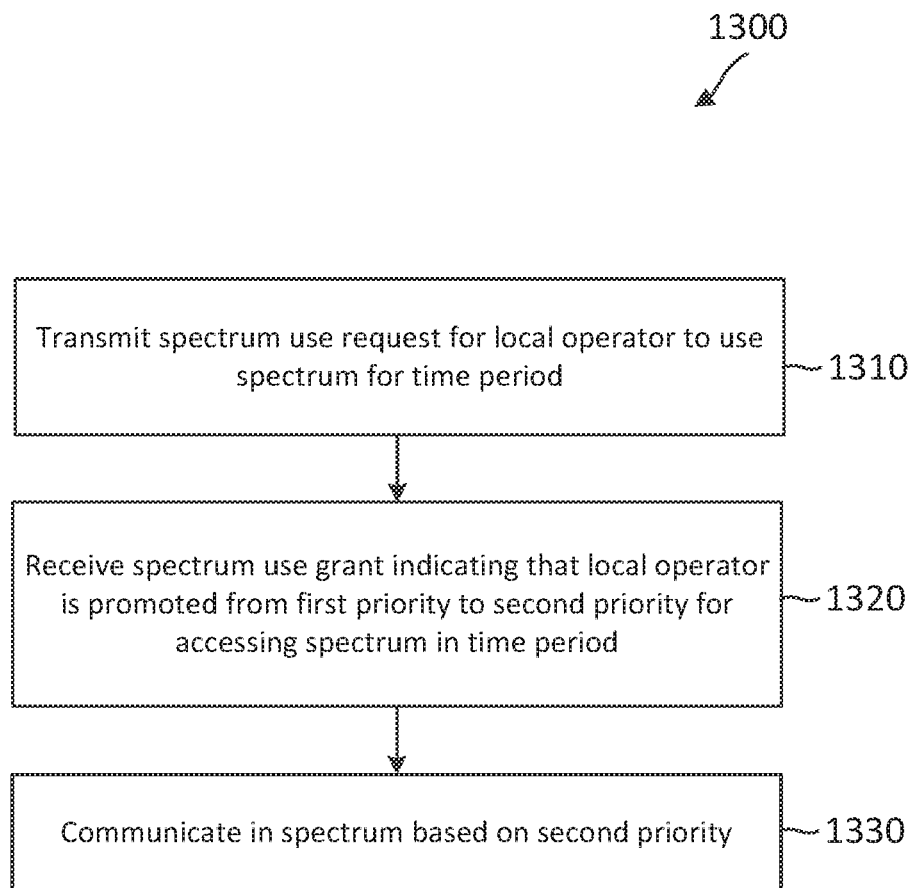 1300
Transmit spectrum use request for local operator to use
spectrum for time period
1310
Receive spectrum use grant indicating that local operator
is promoted from first priority to second priority for
accessing spectrum in time period
1320
Communicate in spectrum based on second priority
1330